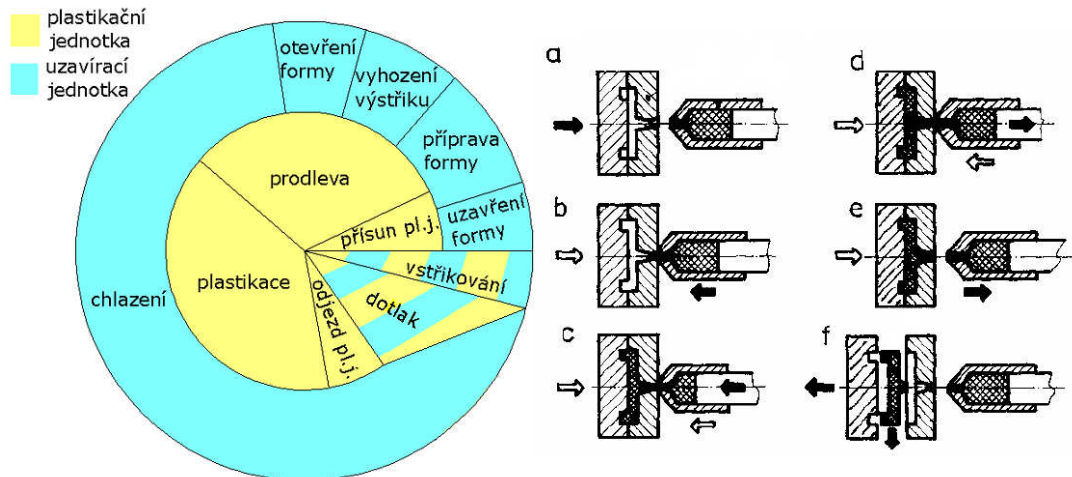 plastikační
jednotka
uzavírací
jednotka
otevření
formy
vyhození
výstřiku
příprava
formy
uzavření
formy
prodleva
přísun pl.j.
vstřikování
dotlak
odjezd pl.j.
plastikace
chlazení
a
d
b
e
c
f